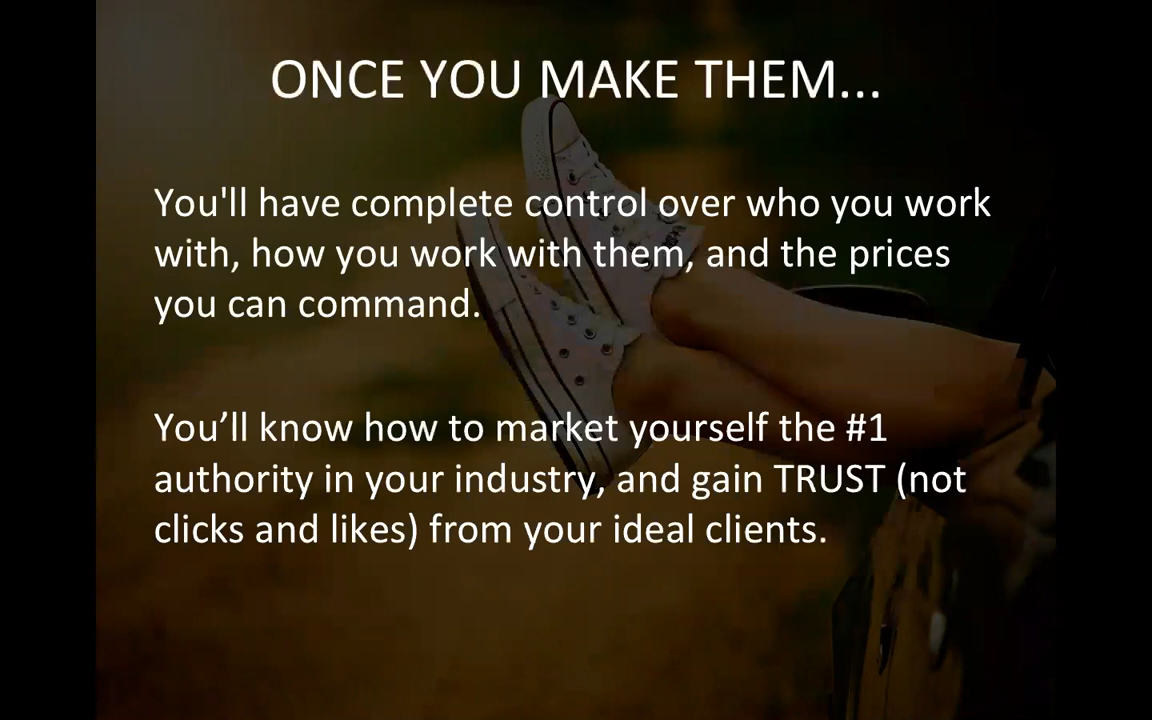 ONCE YOU MAKE THEM...
You'll have complete control over who you work
with, how you work with them, and the prices
you can command.
You’ll know how to market yourself the #1
authority in your industry, and gain TRUST (not
clicks and likes) from your ideal clients.